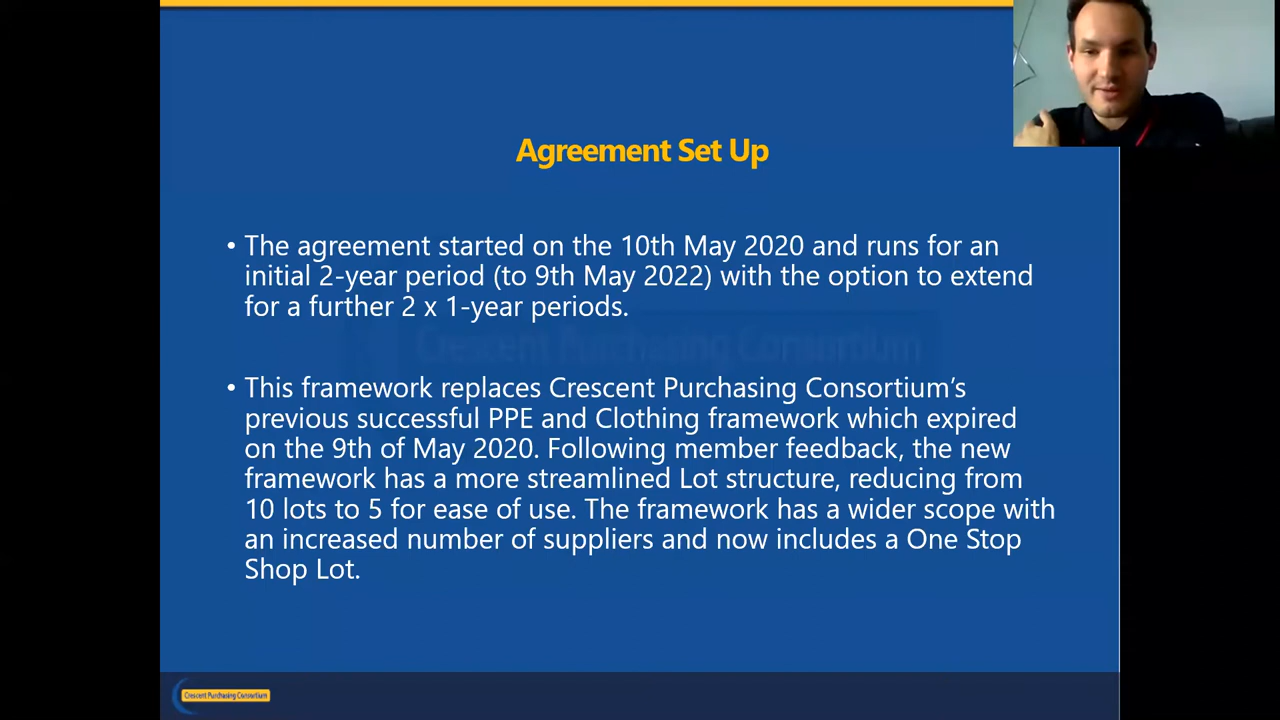 Agreement Set Up
• The agreement started on the 10th May 2020 and runs for an
initial 2-year period (to 9th May 2022) with the option to extend
for a further 2 x 1-year periods.
Crescent Purchasing Consortium
• This framework replaces Crescent Purchasing Consortium’s
previous successful PPE and Clothing framework which expired
on the 9th of May 2020. Following member feedback, the new
framework has a more streamlined Lot structure, reducing from
10 lots to 5 for ease of use. The framework has a wider scope with
an increased number of suppliers and now includes a One Stop
Shop Lot.
Crescent Purchasing Consortium